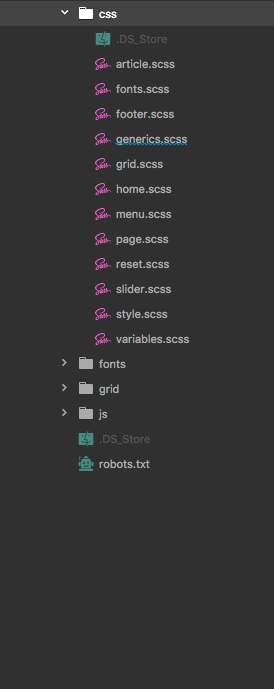 css
.DS_Store
article.scss
fonts.scss
footer.scss
generics.scss
grid.scss
home.scss
menu.scss
page.scss
reset.scss
slider.scss
style.scss
variables.scss
fonts
grid
js
.DS_Store
robots.txt